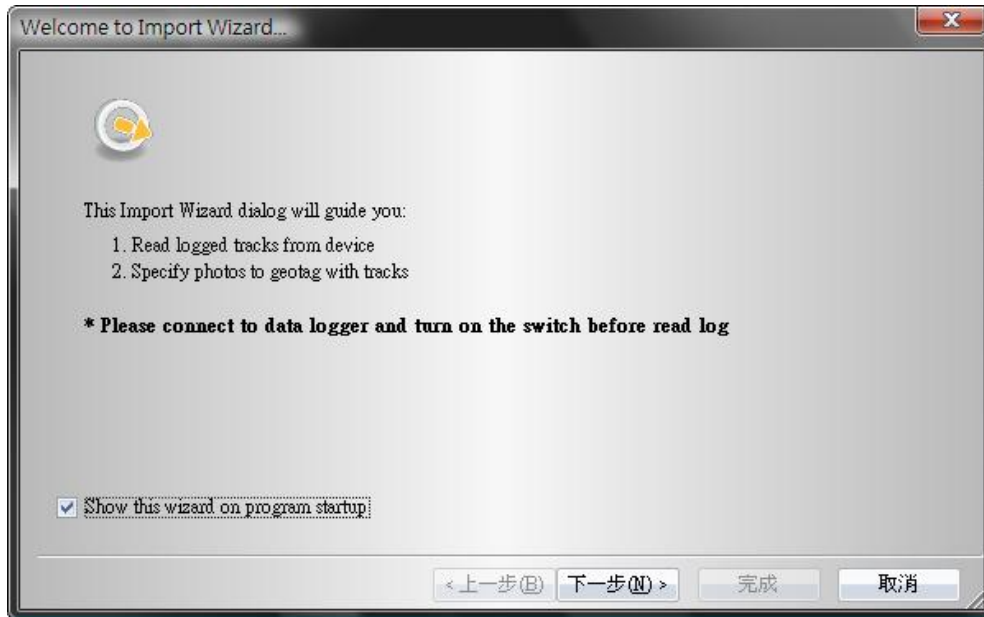 Welcome to Import Wizard...
This Import Wizard dialog will guide you:
1. Read logged tracks from device
2. Specify photos to geotag with tracks
* Please connect to data logger and turn on the switch before read log
Show this wizard on program startup
<上一步(B) 下一步(N)> 完成 取消